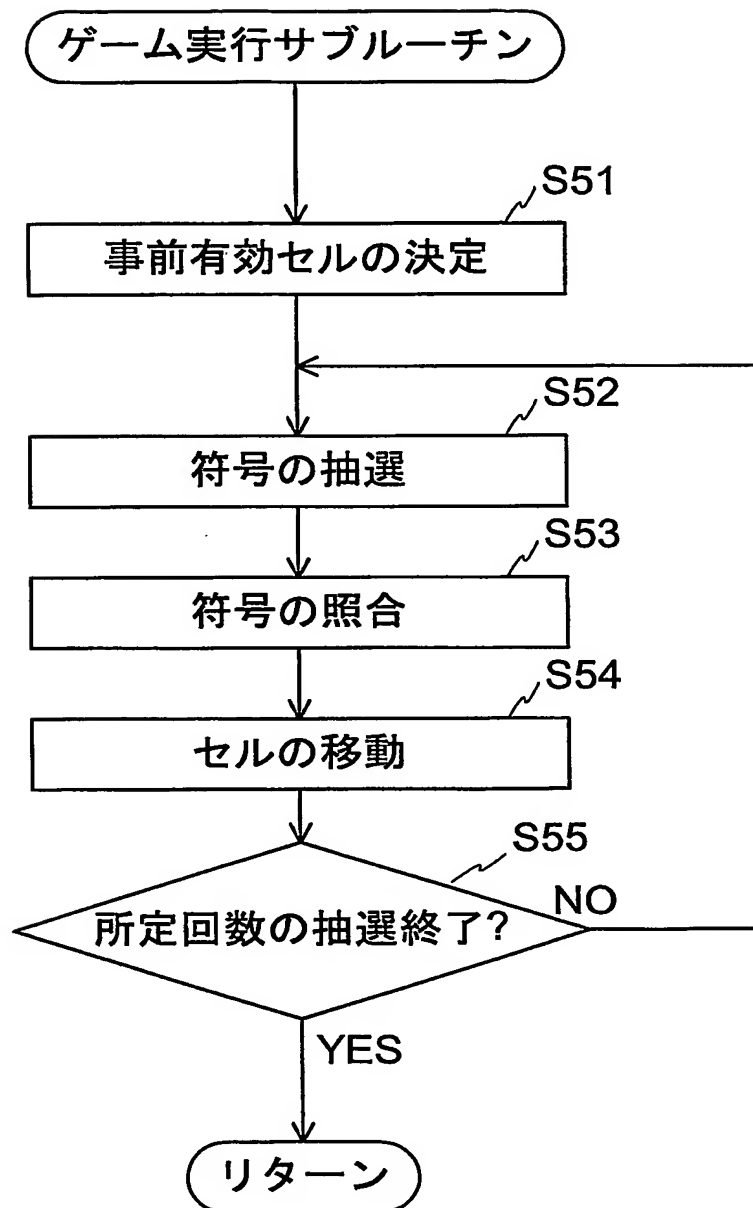 ゲーム実行サブルーチン
S51
事前有効セルの決定
S52
符号の抽選
S53
符号の照合
S54
セルの移動
S55
所定回数の抽選終了?
NO
YES
リターン